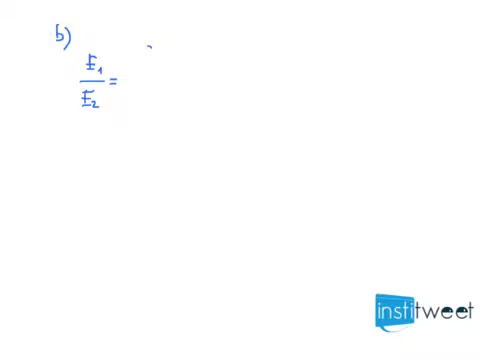 b)
E₁
E₂ =
institweet